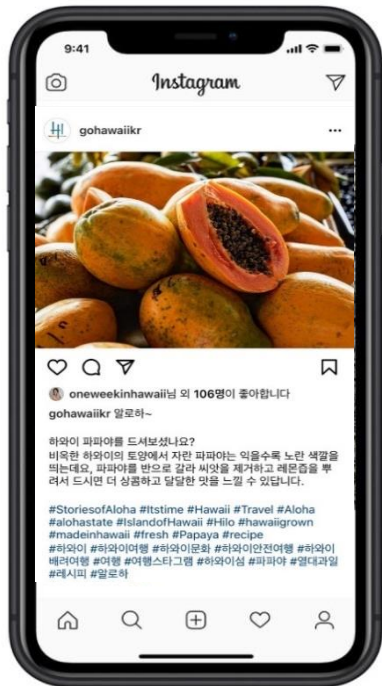 9:41
Instagram
H!
gohawaiikr
oneweekinhawaii님 외 106명이 좋아합니다
gohawaiikr 알로하~
하와이 파파야를 드셔보셨나요?
비옥한 하와이의 토양에서 자란 파파야는 익을수록 노란 색깔을
띄는데요, 파파야를 반으로 갈라 씨앗을 제거하고 레몬즙을 뿌
려서 드시면 더 상콤하고 달달한 맛을 느낄 수 있답니다.
#StoriesofAloha #Itstime #Hawaii #Travel #Aloha
#alohastate #IslandofHawaii #Hilo #hawaiigrown
#madeinhawaii #fresh #Papaya #recipe
#하와이 #하와이여행 #하와이문화 #하와이안전여행 #하와이
배려여행 #여행 #여행스타그램 #하와이섬 #파파야 #열대과일
#레시피 #알로하